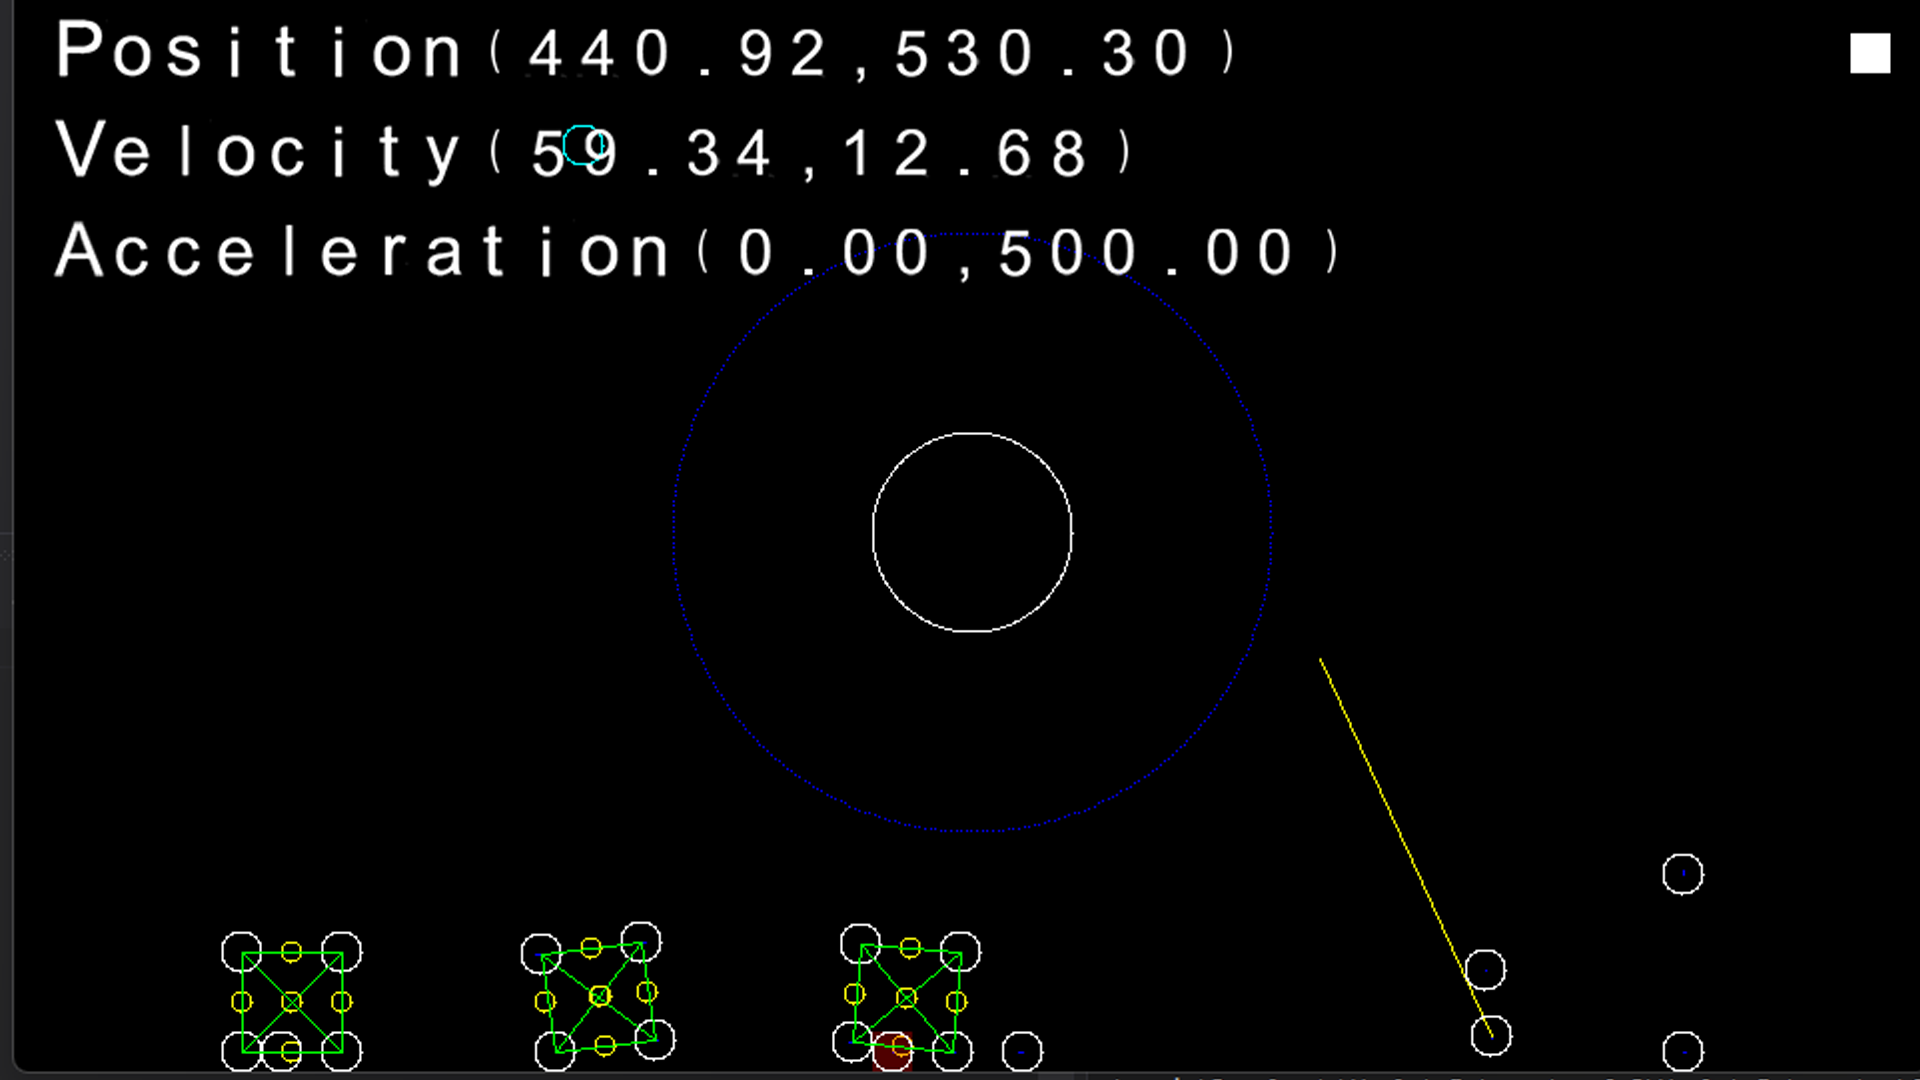 Position(440.92,530.30)
Velocity(59.34,12.68)
Acceleration(0.00,500.00)